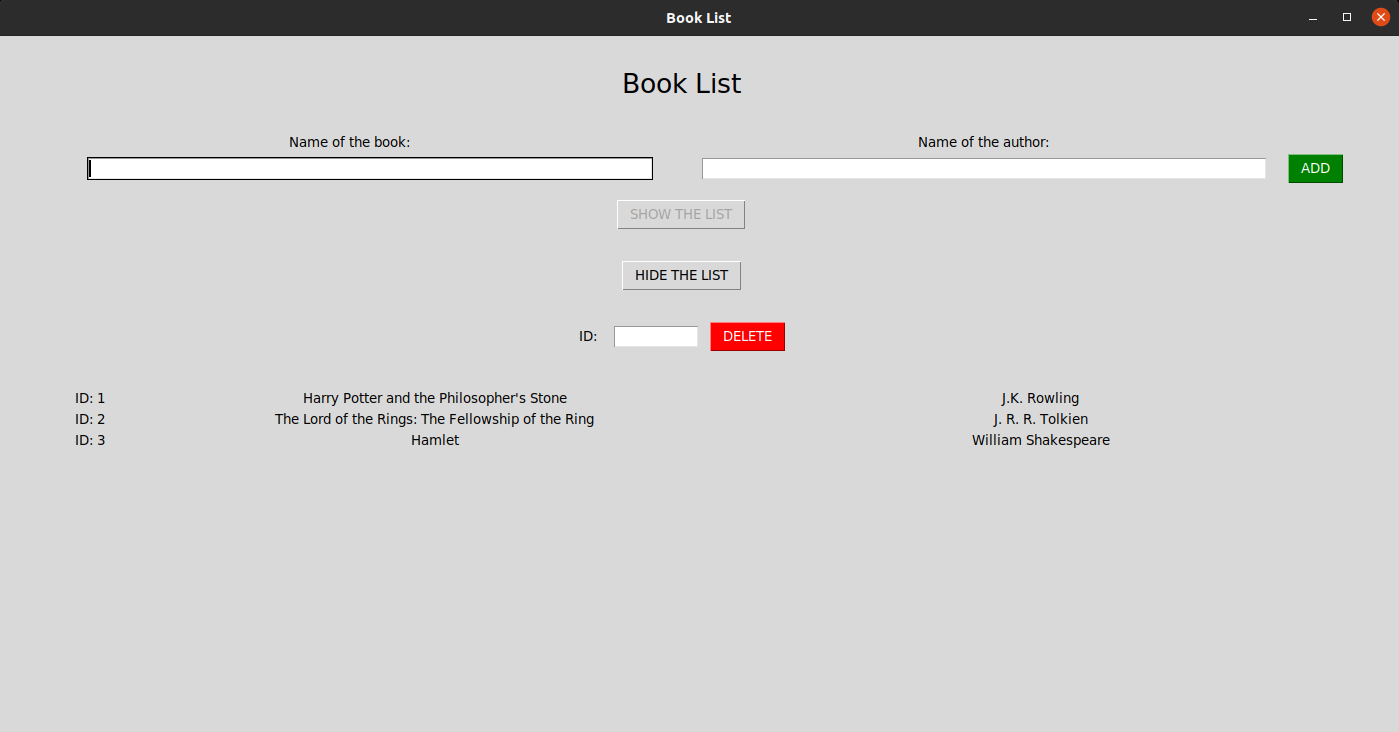 Book List
Book List
Name of the book: Name of the author:
ADD
SHOW THE LIST
HIDE THE LIST
ID: DELETE
ID: 1 Harry Potter and the Philosopher's Stone J.K. Rowling
ID: 2 The Lord of the Rings: The Fellowship of the Ring J. R. R. Tolkien
ID: 3 Hamlet William Shakespeare